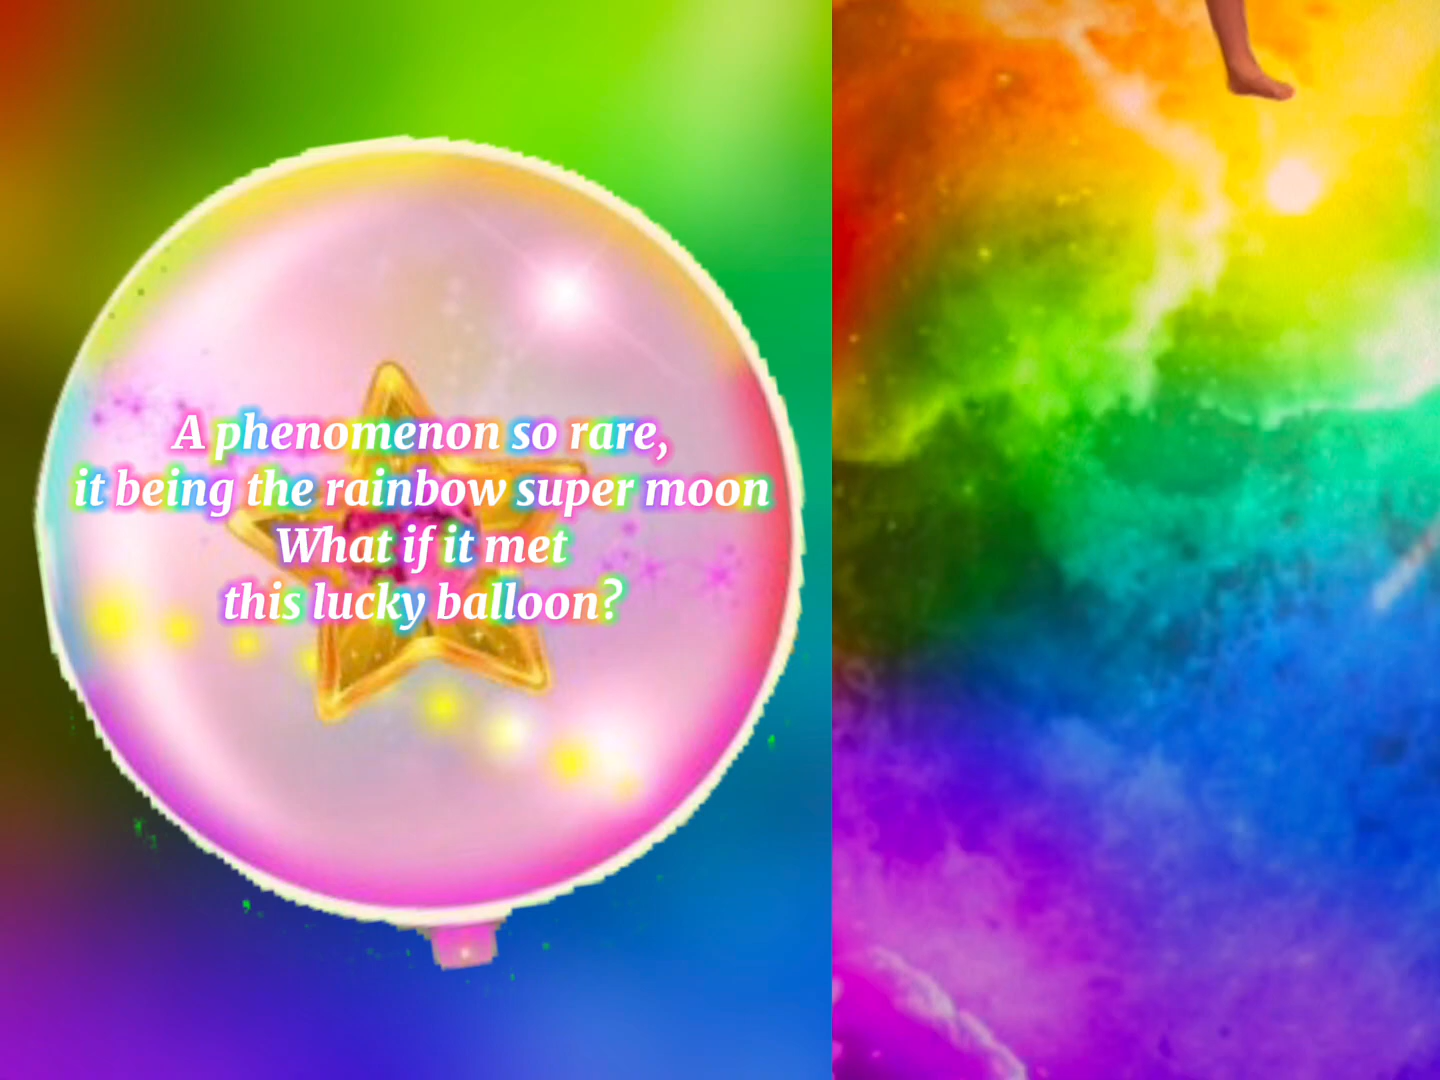 A phenomenon so rare,
it being the rainbow super moon
What if it met
this lucky balloon?